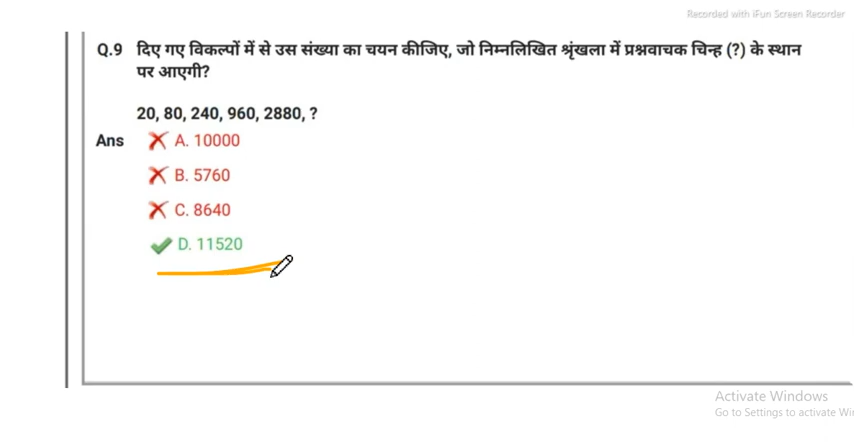 Recorded with iFun Screen Recorder
Q.9 दिए गए विकल्पों में से उस संख्या का चयन कीजिए, जो निम्नलिखित श्रृंखला में प्रश्नवाचक चिन्ह (?) के स्थान
पर आएगी?
20, 80, 240, 960, 2880, ?
Ans A. 10000
B. 5760
C. 8640
D. 11520
Activate Windows
Go to Settings to activate Wi